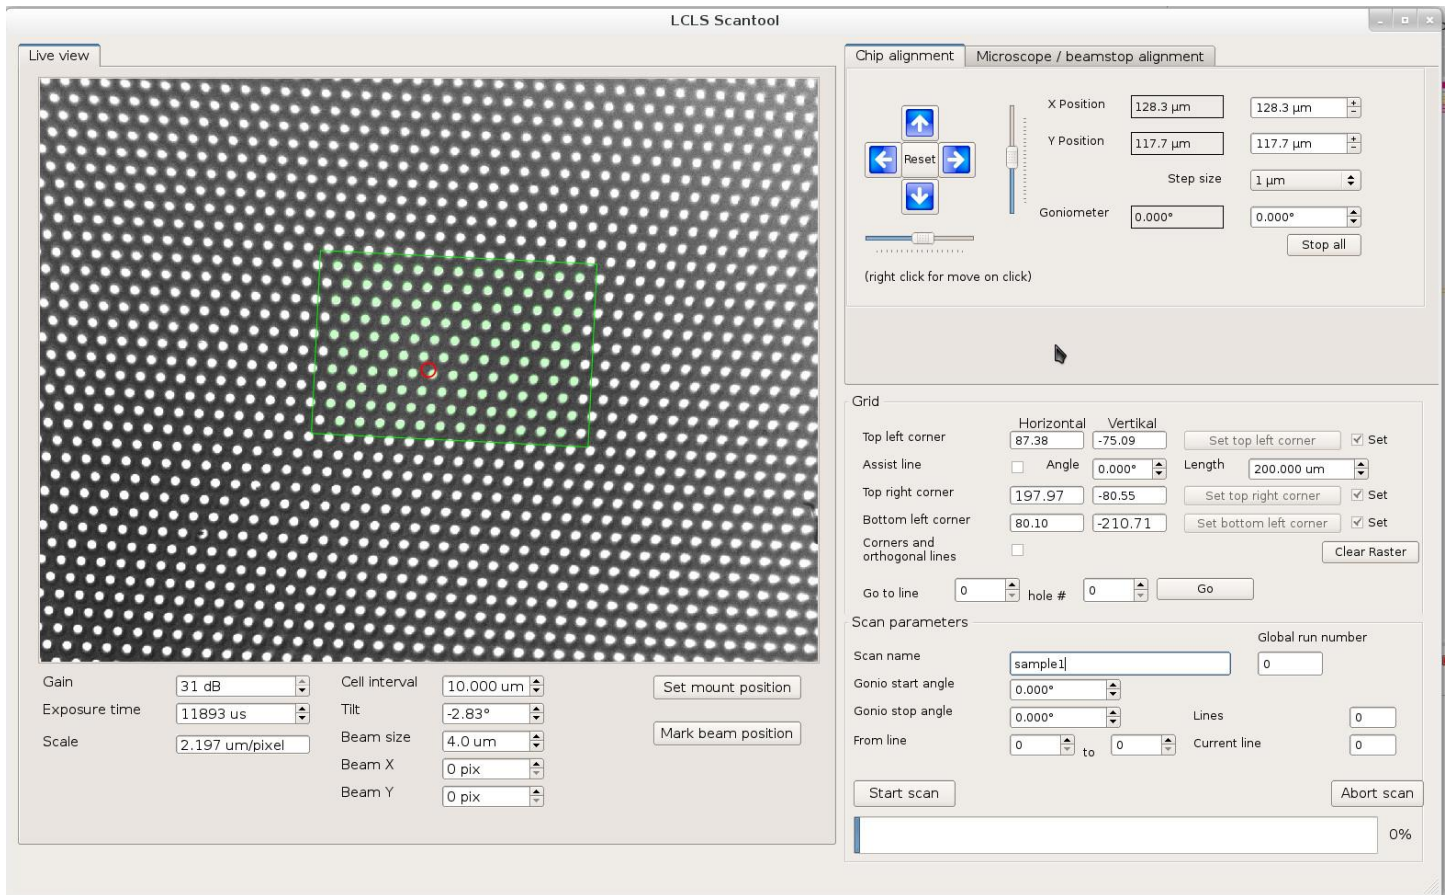 LCLS Scantool
Live view
Chip alignment
Microscope / beamstop alignment
X Position 128.3 µm 128.3 µm
Y Position 117.7 µm 117.7 µm
Reset
Step size 1 µm
Goniometer 0.000° 0.000°
Stop all
(right click for move on click)
Grid
Horizontal Vertikal
Top left corner 87.38 -75.09 Set top left corner Set
Assist line Angle 0.000° Length 200.000 um
Top right corner 197.97 -80.55 Set top right corner Set
Bottom left corner 80.10 -210.71 Set bottom left corner Set
Corners and
orthogonal lines
Clear Raster
Go to line 0 hole # 0 Go
Scan parameters
Global run number
Scan name sample1 0
Gonio start angle 0.000°
Gonio stop angle 0.000° Lines 0
From line 0 to 0 Current line 0
Start scan Abort scan
0%
Gain 31 dB Cell interval 10.000 um Set mount position
Exposure time 11893 us Tilt -2.83°
Scale 2.197 um/pixel Beam size 4.0 um Mark beam position
Beam X 0 pix
Beam Y 0 pix